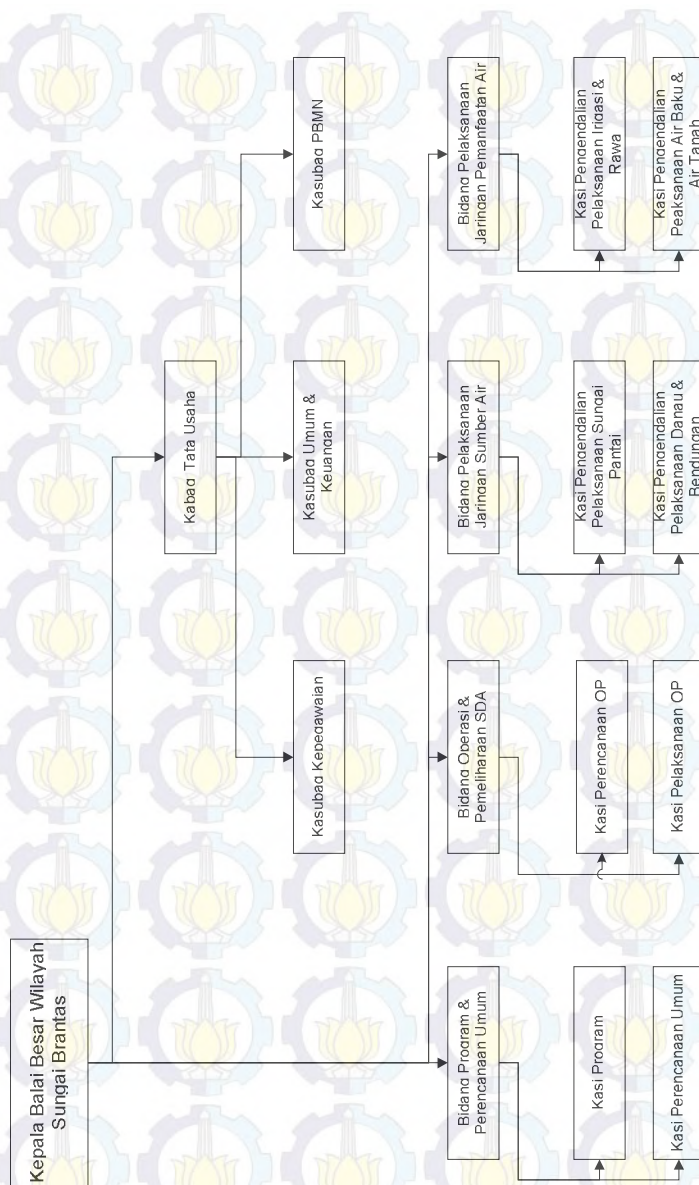 Kepala Balai Besar Wilayah
Sungai Brantas
Kabag Tata Usaha
Kasubag Kepegawaian
Kasubag Umum &
Keuangan
Kasubag PBMN
Bidang Program &
Perencanaan Umum
Bidang Operasi &
Pemeliharaan SDA
Bidang Pelaksanaan
Jaringan Sumber Air
Bidang Pelaksanaan
Jaringan Pemanfaatan Air
Kasi Program
Kasi Perencanaan OP
Kasi Pengendalian
Pelaksanaan Sungai
Pantai
Kasi Pengendalian
Pelaksanaan Irigasi &
Rawa
Kasi Perencanaan Umum
Kasi Pelaksanaan OP
Kasi Pengendalian
Pelaksanaan Danau &
Bendungan
Kasi Pengendalian
Peaksanaan Air Baku &
Air Tanah